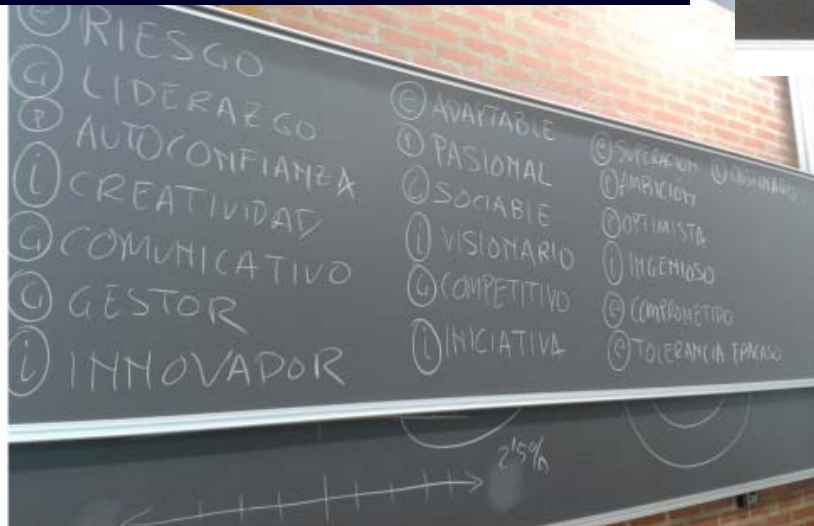 e RIESGO
G LIDERAZGO
P AUTOCONFIANZA
i CREATIVIDAD
G COMUNICATIVO
G GESTOR
i INNOVADOR
e ADAPTABLE
P PASIONAL
G SOCIABLE
i VISIONARIO
G COMPETITIVO
i INICIATIVA
e SUPERACION
P AMBICION
P OPTIMISTA
i INGENIOSO
e COMPROMETIDO
e TOLERANCIA FRACASO
2'5%